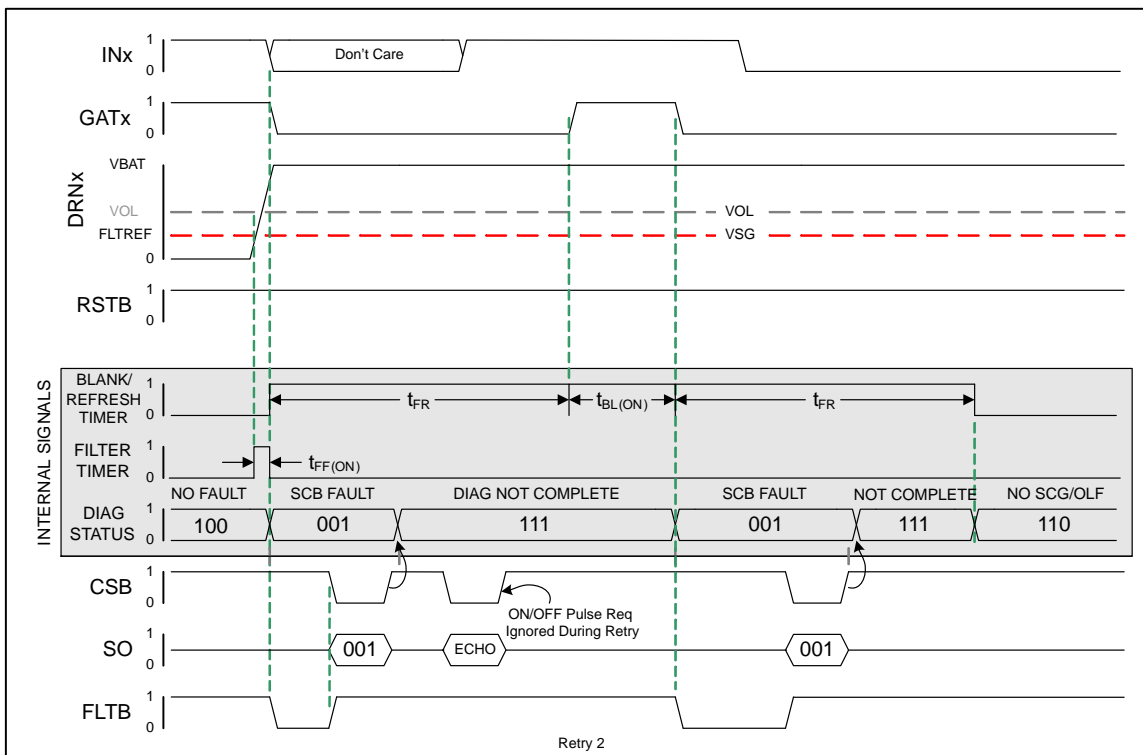 INx 1 0 Don't Care
GATx 1 0
DRNx VBAT VOL FLTREF 0 VOL VSG
RSTB 1 0
INTERNAL SIGNALS
BLANK/
REFRESH
TIMER 1 0 tFR tBL(ON) tFR
FILTER
TIMER 1 0 tFF(ON)
NO FAULT SCB FAULT DIAG NOT COMPLETE SCB FAULT NOT COMPLETE NO SCG/OLF
DIAG
STATUS 1 0 100 001 111 001 111 110
CSB 1 0
ON/OFF Pulse Req
Ignored During Retry
SO 1 0 001 ECHO 001
FLTB 1 0
Retry 2